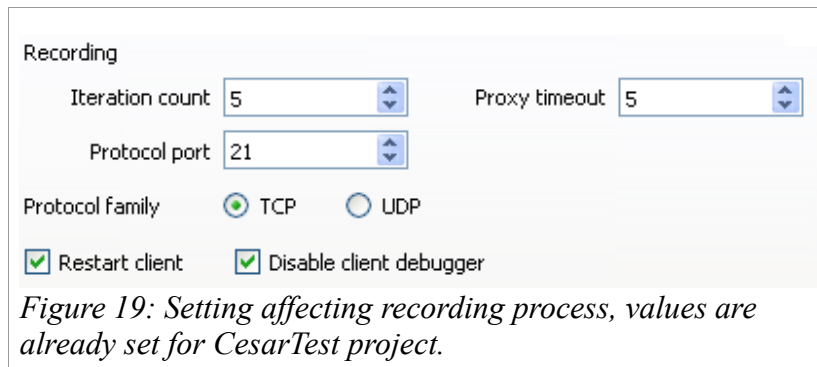 Recording
Iteration count 5 Proxy timeout 5
Protocol port 21
Protocol family TCP UDP
Restart client Disable client debugger
Figure 19: Setting affecting recording process, values are
already set for CesarTest project.